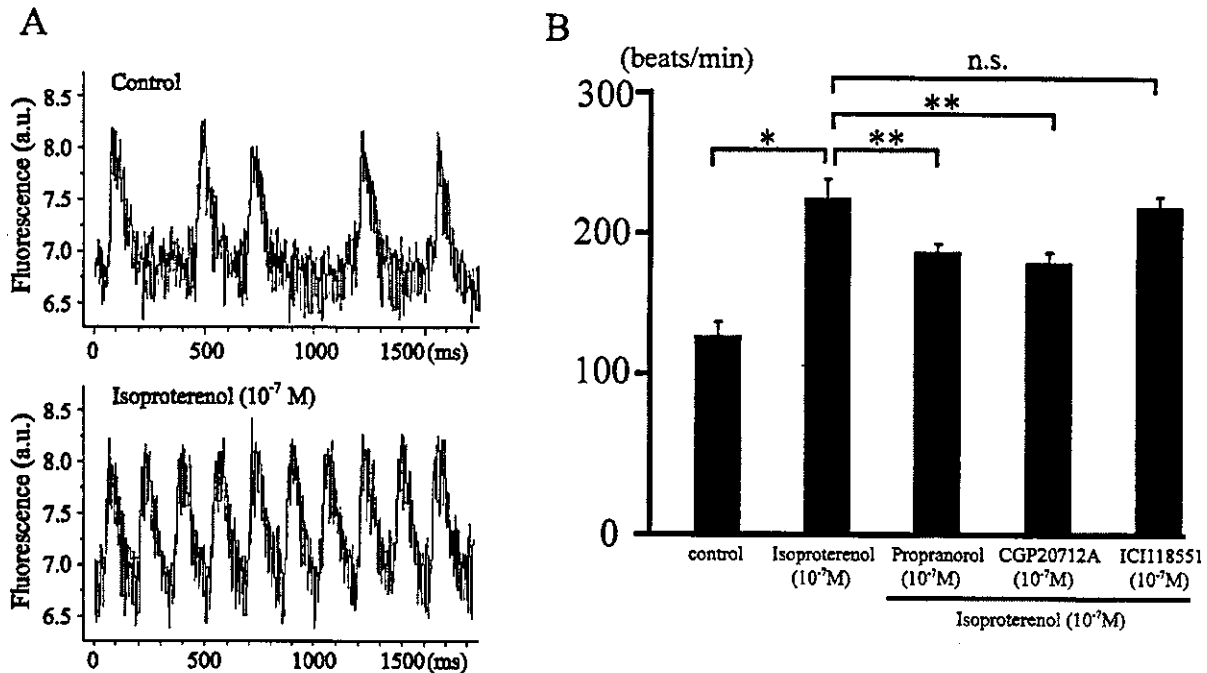 A
Control
Fluorescence (a.u.)
8.5
8.0
7.5
7.0
6.5
0 500 1000 1500 (ms)
Isoproterenol (10⁻⁷ M)
Fluorescence (a.u.)
8.5
8.0
7.5
7.0
6.5
0 500 1000 1500 (ms)
B
(beats/min)
n.s.
**
* **
300
200
100
0
control Isoproterenol Propranorol CGP20712A ICI118551
(10⁻⁷M) (10⁻⁷M) (10⁻⁷M) (10⁻⁷M)
Isoproterenol (10⁻⁷M)